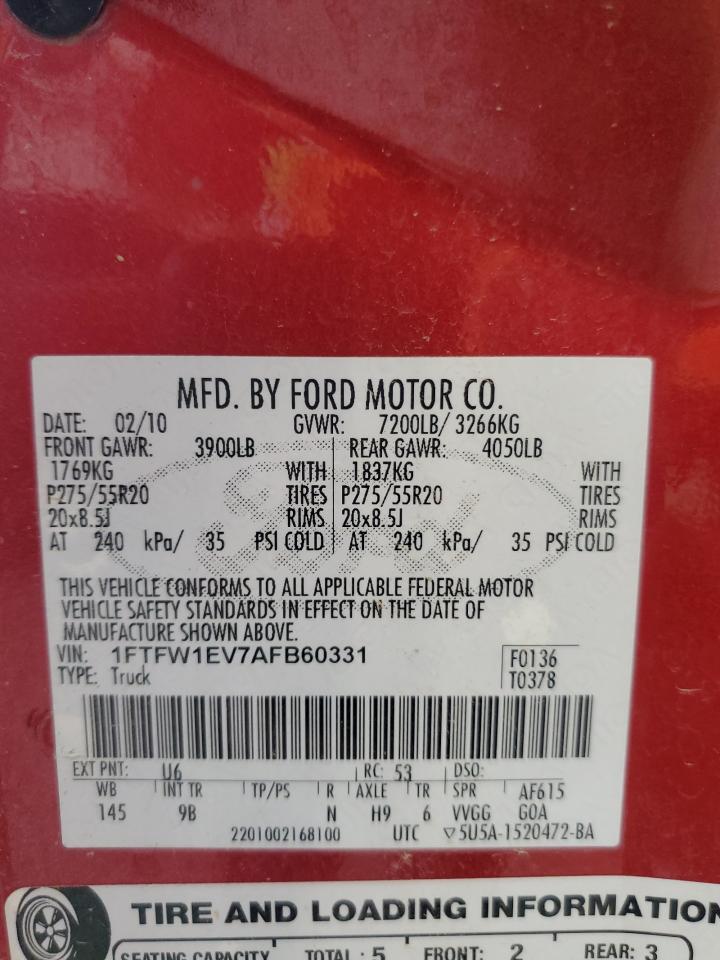 MFD. BY FORD MOTOR CO.
DATE: 02/10 GVWR: 7200LB/ 3266KG
FRONT GAWR: 3900LB REAR GAWR: 4050LB
1769KG WITH 1837KG WITH
P275/55R20 TIRES P275/55R20 TIRES
20x8.5J RIMS 20x8.5J RIMS
AT 240 kPa/ 35 PSI COLD AT 240 kPa/ 35 PSI COLD
THIS VEHICLE CONFORMS TO ALL APPLICABLE FEDERAL MOTOR
VEHICLE SAFETY STANDARDS IN EFFECT ON THE DATE OF
MANUFACTURE SHOWN ABOVE.
VIN: 1FTFW1EV7AFB60331 F0136
TYPE: Truck T0378
EXT PNT: U6 RC: 53 DSO:
WB INT TR TP/PS R AXLE TR SPR AF615
145 9B N H9 6 VVGG GOA
2201002168100 UTC ▽5U5A-1520472-BA
TIRE AND LOADING INFORMATION
SEATING CAPACITY TOTAL : 5 FRONT: 2 REAR: 3